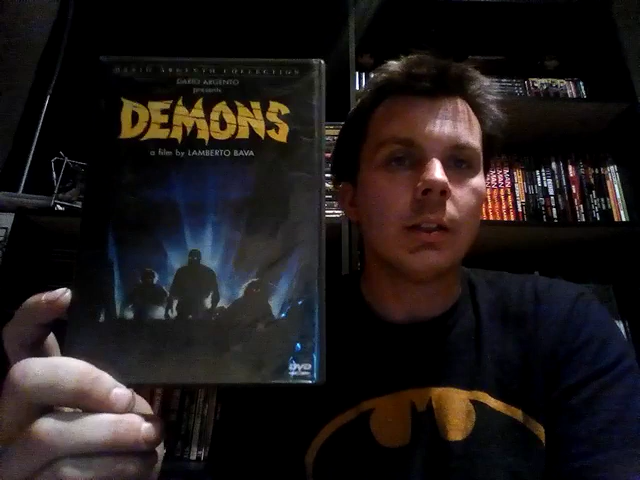 DARIO ARGENTO COLLECTION
DARIO ARGENTO
presents
DEMONS
a film by LAMBERTO BAVA
DVD